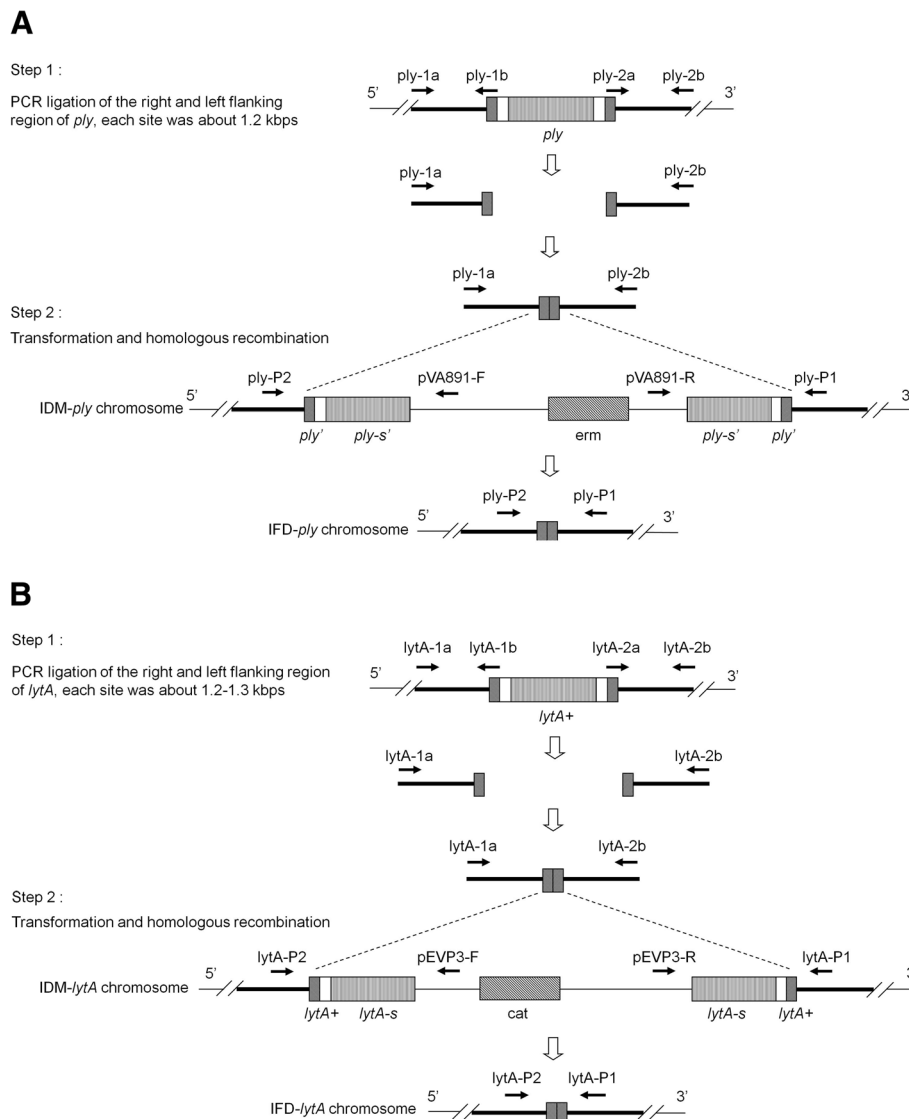 A
Step 1 :
PCR ligation of the right and left flanking
region of ply, each site was about 1.2 kbps
ply-1a ply-1b ply-2a ply-2b
5’ 3’
ply
ply-1a ply-2b
ply-1a ply-2b
Step 2 :
Transformation and homologous recombination
ply-P2 pVA891-F pVA891-R ply-P1
IDM-ply chromosome 5’ 3’
ply’ ply-s’ erm ply-s’ ply’
ply-P2 ply-P1
IFD-ply chromosome 5’ 3’
B
Step 1 :
PCR ligation of the right and left flanking region
of lytA, each site was about 1.2-1.3 kbps
lytA-1a lytA-1b lytA-2a lytA-2b
5’ 3’
lytA+
lytA-1a lytA-2b
lytA-1a lytA-2b
Step 2 :
Transformation and homologous recombination
lytA-P2 pEVP3-F pEVP3-R lytA-P1
IDM-lytA chromosome 5’ 3’
lytA+ lytA-s cat lytA-s lytA+
lytA-P2 lytA-P1
IFD-lytA chromosome 5’ 3’